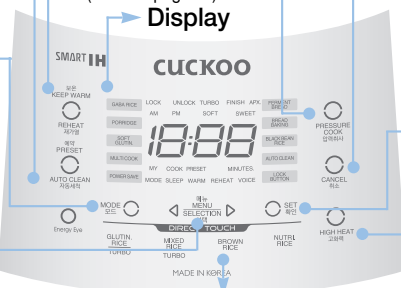 Display
SMART IH
CUCKOO
보온
KEEP WARM
REHEAT
재가열
예약
PRESET
AUTO CLEAN
자동세척
Energy Eye
GABA RICE
PORRIDGE
SOFT
GLUTIN.
MULTI-COOK
POWER SAVE
LOCK UNLOCK TURBO FINISH APX.
AM PM SOFT SWEET
18:88
MY COOK PRESET MINUTES
MODE SLEEP WARM REHEAT VOICE
FERMENT
BREAD
BREAD
BAKING
BLACK BEAN
RICE
AUTO CLEAN
LOCK
BUTTON
PRESSURE
COOK
압력취사
CANCEL
취소
MODE
모드
메뉴
MENU
SELECTION
SET
확인
HIGH HEAT
고화력
DIRECT TOUCH
GLUTIN.
RICE
TURBO
MIXED
RICE
TURBO
BROWN
RICE
NUTRI.
RICE
MADE IN KOREA